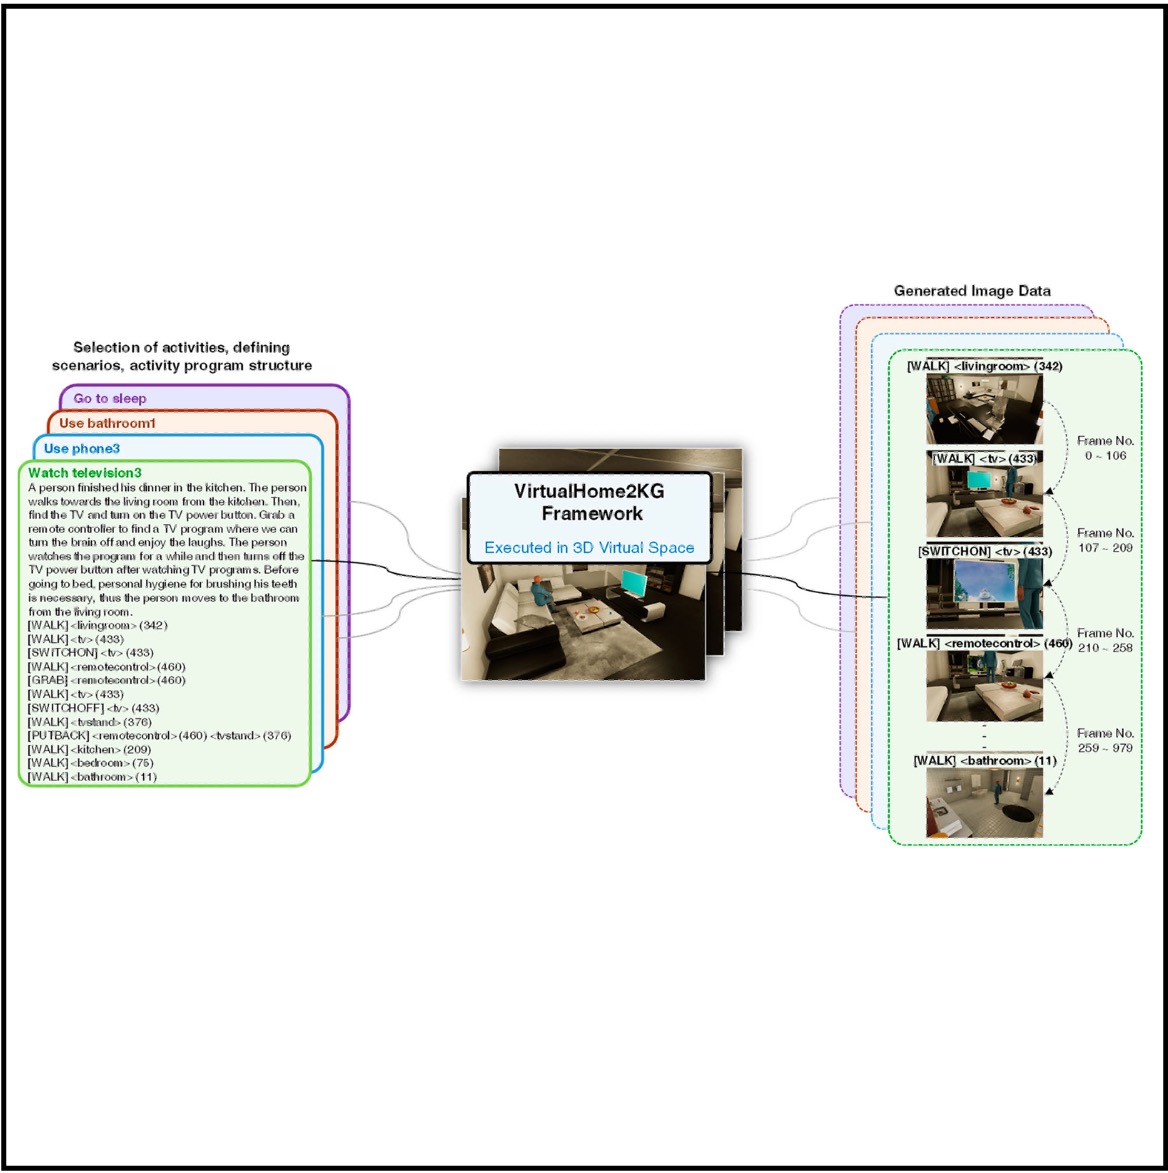 Selection of activities, defining
scenarios, activity program structure
Go to sleep
Use bathroom1
Use phone3
Watch television3
A person finished his dinner in the kitchen. The person
walks towards the living room from the kitchen. Then,
find the TV and turn on the TV power button. Grab a
remote controller to find a TV program where we can
turn the brain off and enjoy the laughs. The person
watches the program for a while and then turns off the
TV power button after watching TV programs. Before
going to bed, personal hygiene for brushing his teeth
is necessary, thus the person moves to the bathroom
from the living room.
[WALK] <livingroom> (342)
[WALK] <tv> (433)
[SWITCHON] <tv> (433)
[WALK] <remotecontrol> (460)
[GRAB] <remotecontrol> (460)
[WALK] <tv> (433)
[SWITCHOFF] <tv> (433)
[WALK] <tvstand> (376)
[PUTBACK] <remotecontrol> (460) <tvstand> (376)
[WALK] <kitchen> (209)
[WALK] <bedroom> (75)
[WALK] <bathroom> (11)
VirtualHome2KG
Framework
Executed in 3D Virtual Space
Generated Image Data
[WALK] <livingroom> (342)
Frame No.
0 ~ 106
[WALK] <tv> (433)
Frame No.
107 ~ 209
[SWITCHON] <tv> (433)
Frame No.
210 ~ 258
[WALK] <remotecontrol> (460)
Frame No.
259 ~ 979
[WALK] <bathroom> (11)